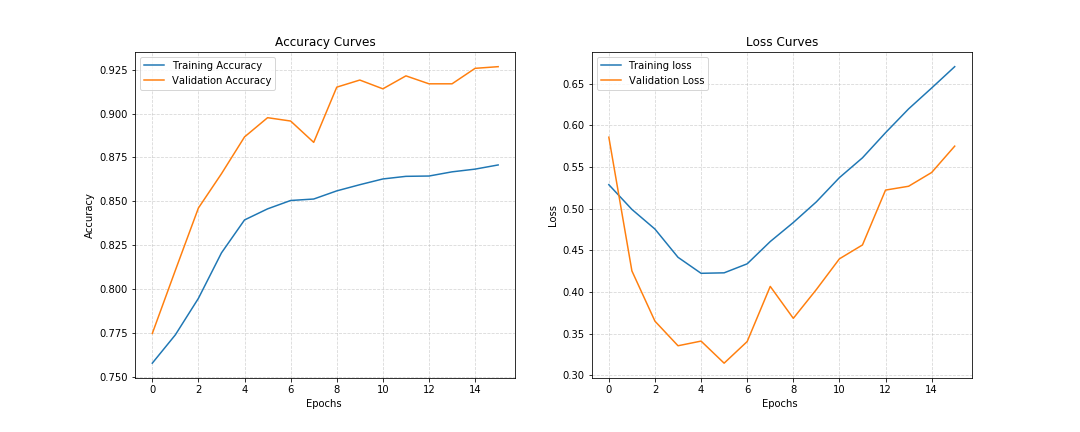 Accuracy Curves
Training Accuracy
Validation Accuracy
0.925
0.900
0.875
0.850
0.825
0.800
0.775
0.750
Accuracy
0 2 4 6 8 10 12 14
Epochs
Loss Curves
Training loss
Validation Loss
0.65
0.60
0.55
0.50
0.45
0.40
0.35
0.30
Loss
0 2 4 6 8 10 12 14
Epochs